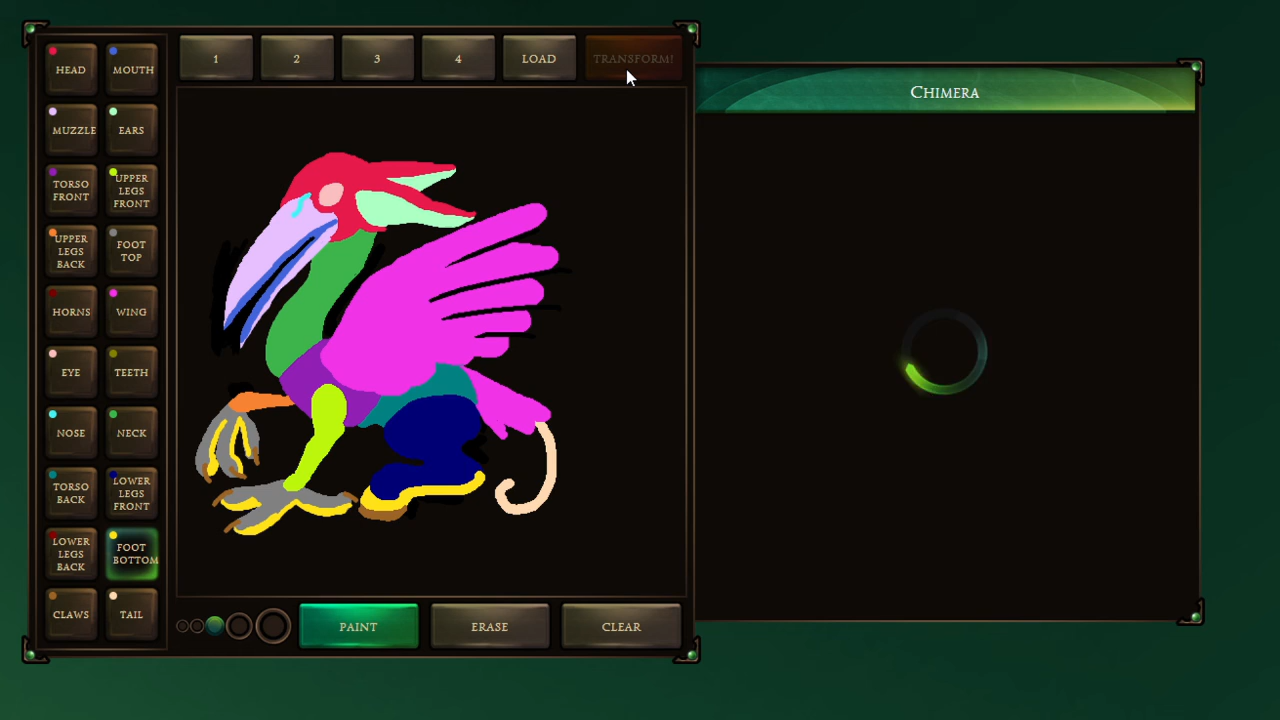 1
2
3
4
LOAD
TRANSFORM!
CHIMERA
HEAD
MOUTH
MUZZLE
EARS
TORSO
FRONT
UPPER
LEGS
FRONT
UPPER
LEGS
BACK
FOOT
TOP
HORNS
WING
EYE
TEETH
NOSE
NECK
TORSO
BACK
LOWER
LEGS
FRONT
LOWER
LEGS
BACK
FOOT
BOTTOM
CLAWS
TAIL
PAINT
ERASE
CLEAR